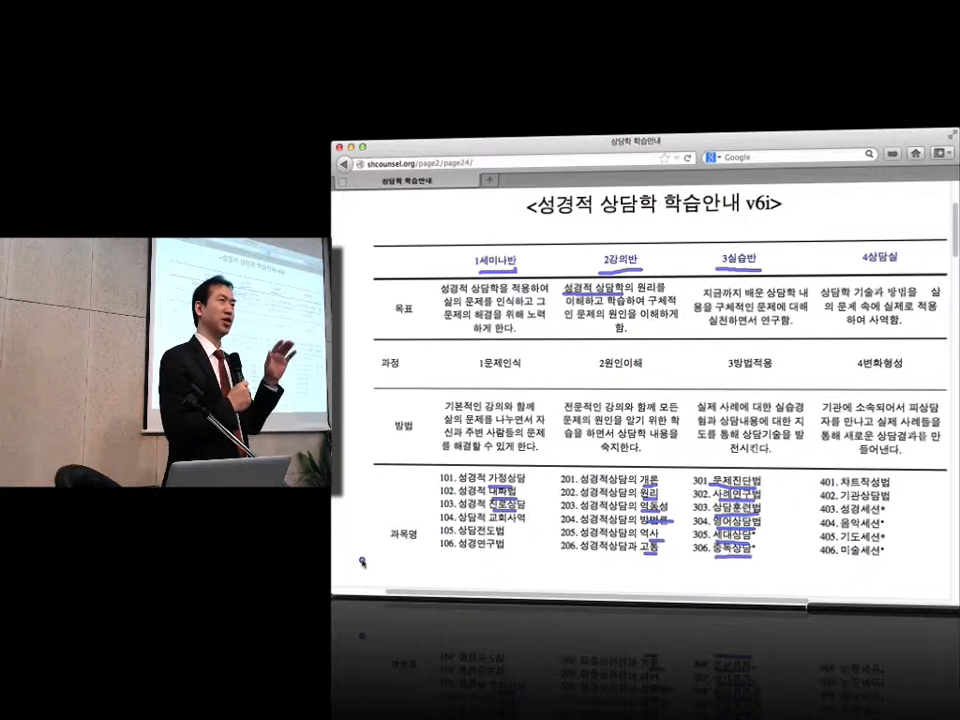 상담학 학습안내
shcounsel.org/page2/page24/
Google
상담학 학습안내
<성경적 상담학 학습안내 v6i>
1세미나반 2강의반 3실습반 4상담실
목표
성경적 상담학을 적용하여
삶의 문제를 인식하고 그
문제의 해결을 위해 노력
하게 한다.
성경적 상담학의 원리를
이해하고 학습하여 구체적
인 문제의 원인을 이해하게
함.
지금까지 배운 상담학 내
용을 구체적인 문제에 대해
실천하면서 연구함.
상담학 기술과 방법을 삶
의 문제 속에 실제로 적용
하여 사역함.
과정 1문제인식 2원인이해 3방법적용 4변화형성
방법
기본적인 강의와 함께
삶의 문제를 나누면서 자
신과 주변 사람들의 문제
를 해결할 수 있게 한다.
전문적인 강의와 함께 모든
문제의 원인을 알기 위한 학
습을 하면서 상담학 내용을
숙지한다.
실제 사례에 대한 실습경
험과 상담내용에 대한 지
도를 통해 상담기술을 발
전시킨다.
기관에 소속되어서 피상담
자를 만나고 실제 사례들을
통해 새로운 상담결과를 만
들어낸다.
과목명
101. 성경적 가정상담
102. 성경적 대화법
103. 성경적 진로상담
104. 상담적 교회사역
105. 상담전도법
106. 성경연구법
201. 성경적상담의 개론
202. 성경적상담의 원리
203. 성경적상담의 역동성
204. 성경적상담의 방법론
205. 성경적상담의 역사
206. 성경적상담과 고통
301. 문제진단법
302. 사례연구법
303. 상담훈련법
304. 영어상담법
305. 세대상담*
306. 중독상담*
401. 차트작성법
402. 기관상담법
403. 성경세션*
404. 음악세션*
405. 기도세션*
406. 미술세션*